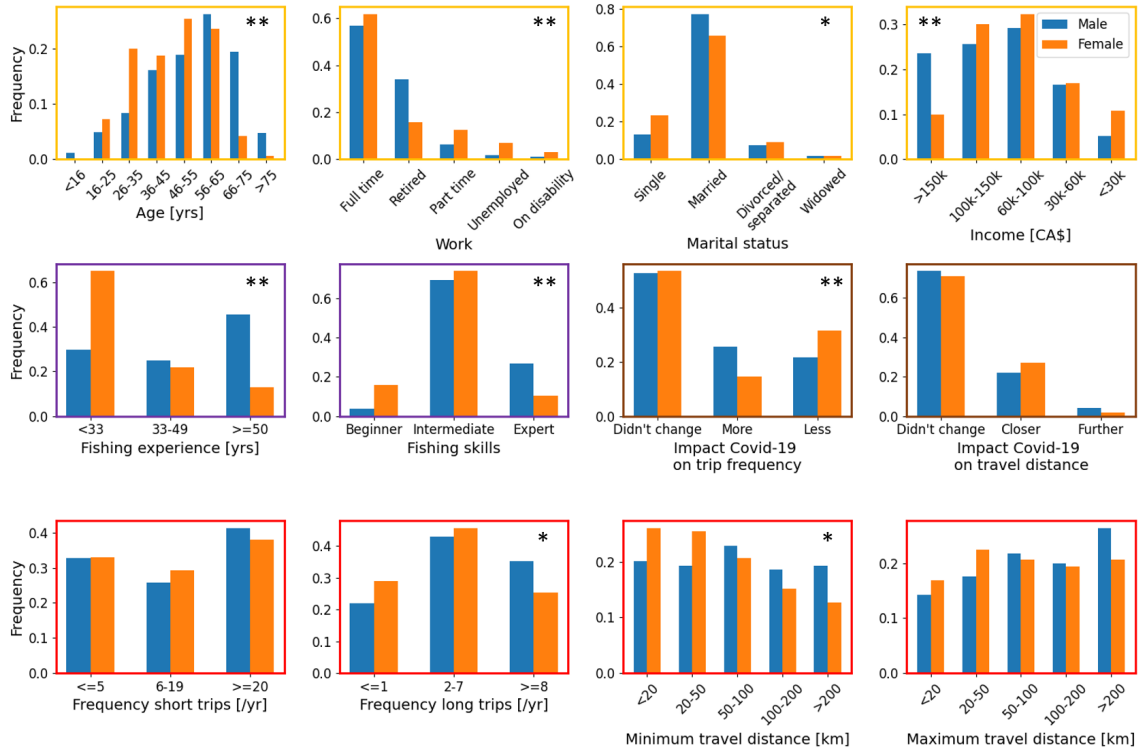 **
**
*
**
Male
Female
Frequency
0.2
0.1
0.0
<16
16-25
26-35
36-45
46-55
56-65
66-75
>75
Age [yrs]
0.6
0.4
0.2
0.0
Full time
Retired
Part time
Unemployed
On disability
Work
0.8
0.6
0.4
0.2
0.0
Single
Married
Divorced/
separated
Widowed
Marital status
0.3
0.2
0.1
0.0
>150k
100k-150k
60k-100k
30k-60k
<30k
Income [CA$]
**
**
**
Frequency
0.6
0.4
0.2
0.0
<33
33-49
>=50
Fishing experience [yrs]
0.6
0.4
0.2
0.0
Beginner
Intermediate
Expert
Fishing skills
0.4
0.2
0.0
Didn't change
More
Less
Impact Covid-19
on trip frequency
0.6
0.4
0.2
0.0
Didn't change
Closer
Further
Impact Covid-19
on travel distance
*
*
Frequency
0.4
0.3
0.2
0.1
0.0
<=5
6-19
>=20
Frequency short trips [/yr]
0.4
0.3
0.2
0.1
0.0
<=1
2-7
>=8
Frequency long trips [/yr]
0.2
0.1
0.0
<20
20-50
50-100
100-200
>200
Minimum travel distance [km]
0.2
0.1
0.0
<20
20-50
50-100
100-200
>200
Maximum travel distance [km]